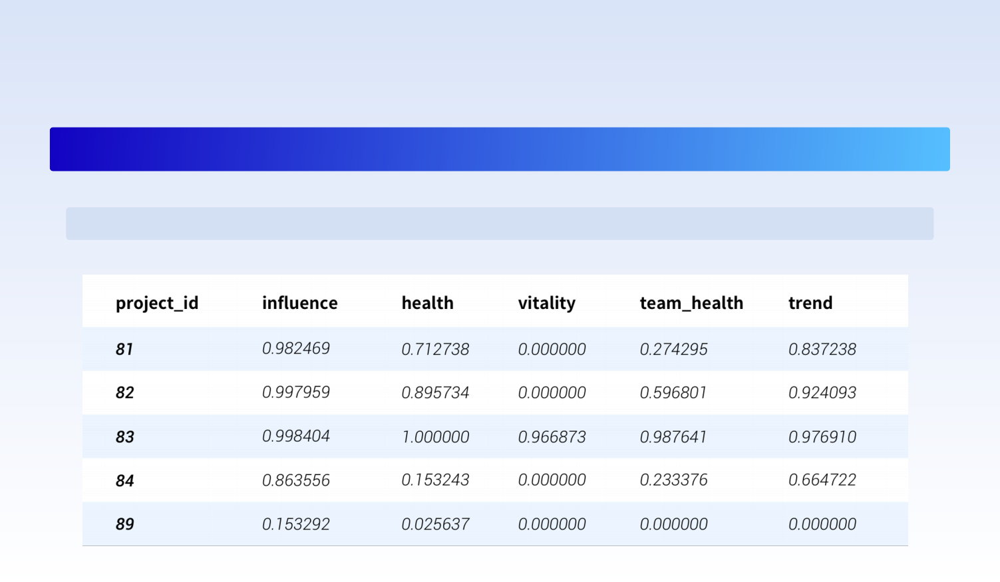 project_id influence health vitality team_health trend
81 0.982469 0.712738 0.000000 0.274295 0.837238
82 0.997959 0.895734 0.000000 0.596801 0.924093
83 0.998404 1.000000 0.966873 0.987641 0.976910
84 0.863556 0.153243 0.000000 0.233376 0.664722
89 0.153292 0.025637 0.000000 0.000000 0.000000